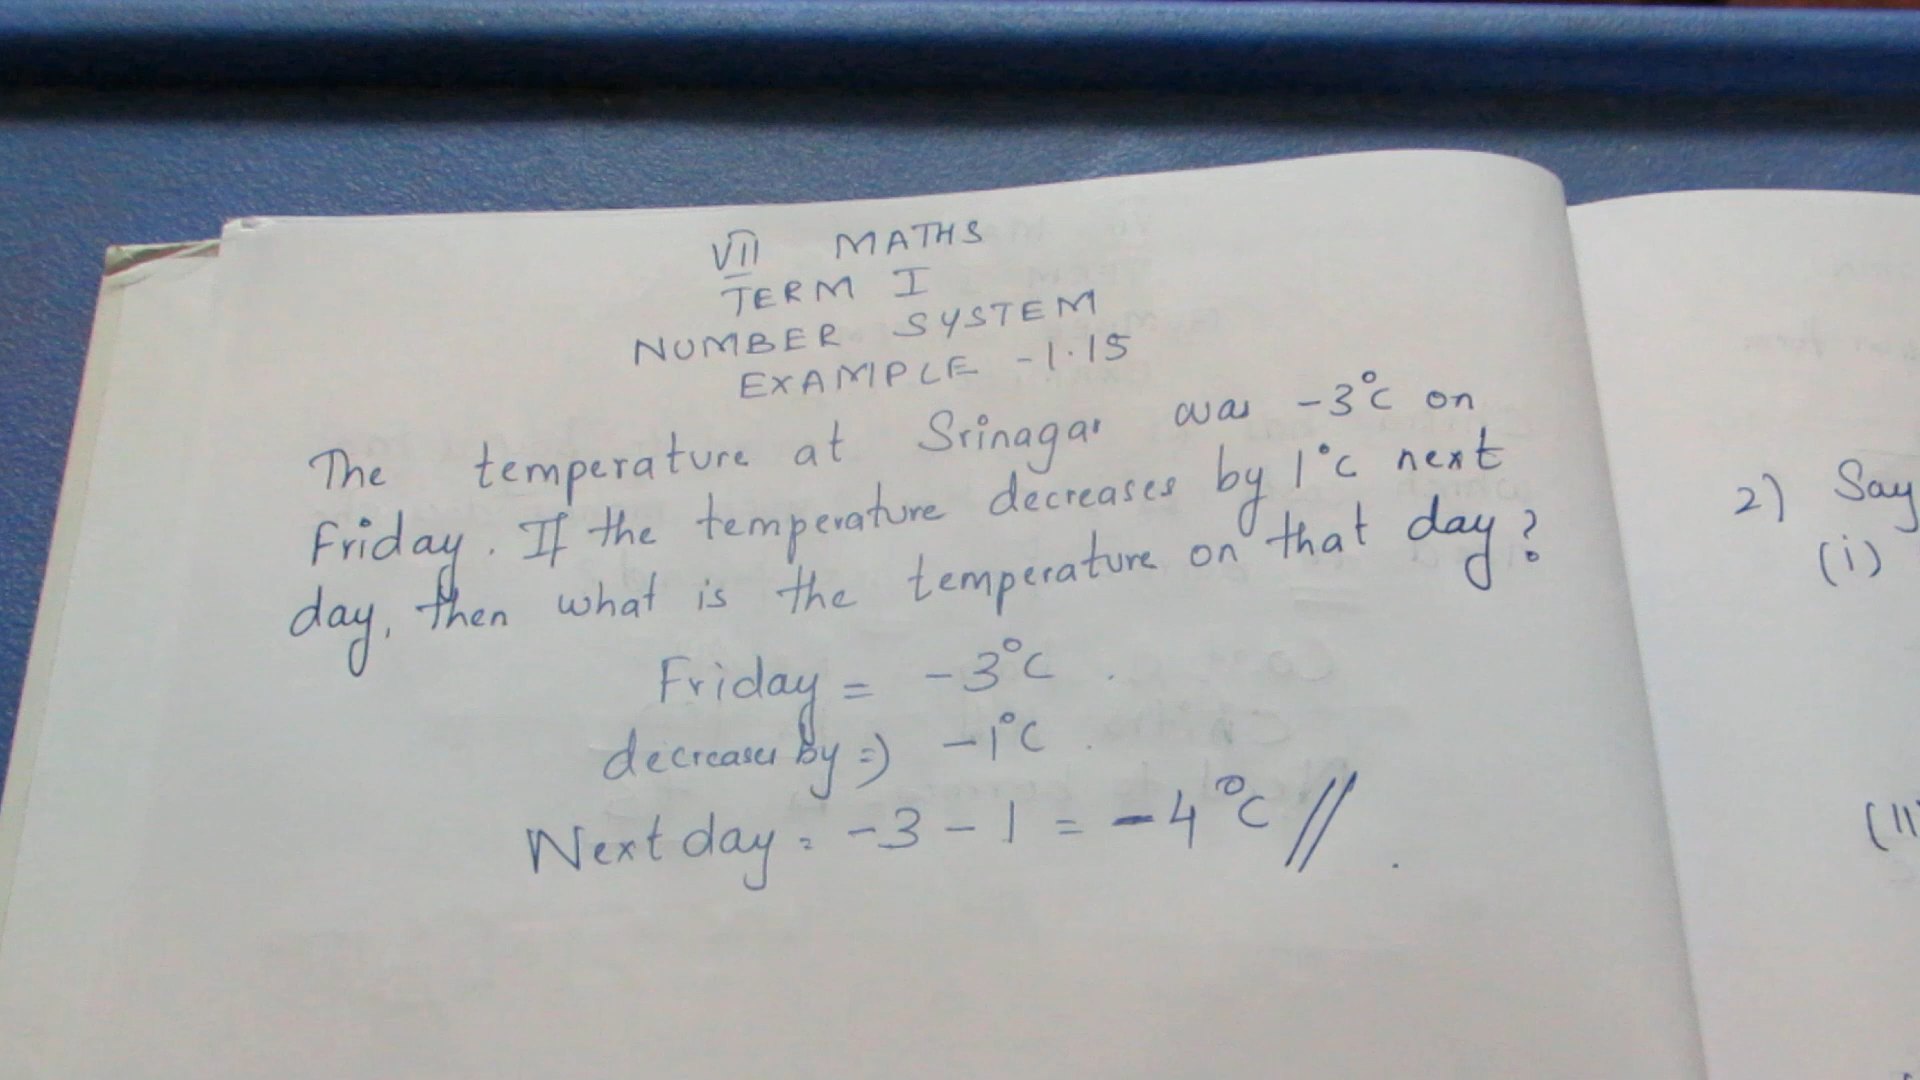 VII MATHS
TERM I
NUMBER SYSTEM
EXAMPLE - 1.15
The temperature at Srinagar was -3°C on
Friday. If the temperature decreases by 1°C next
day, then what is the temperature on that day?
Friday = -3°C.
decreases by => -1°C.
Next day = -3 - 1 = -4°C //.
2) Say
(i)
(ii